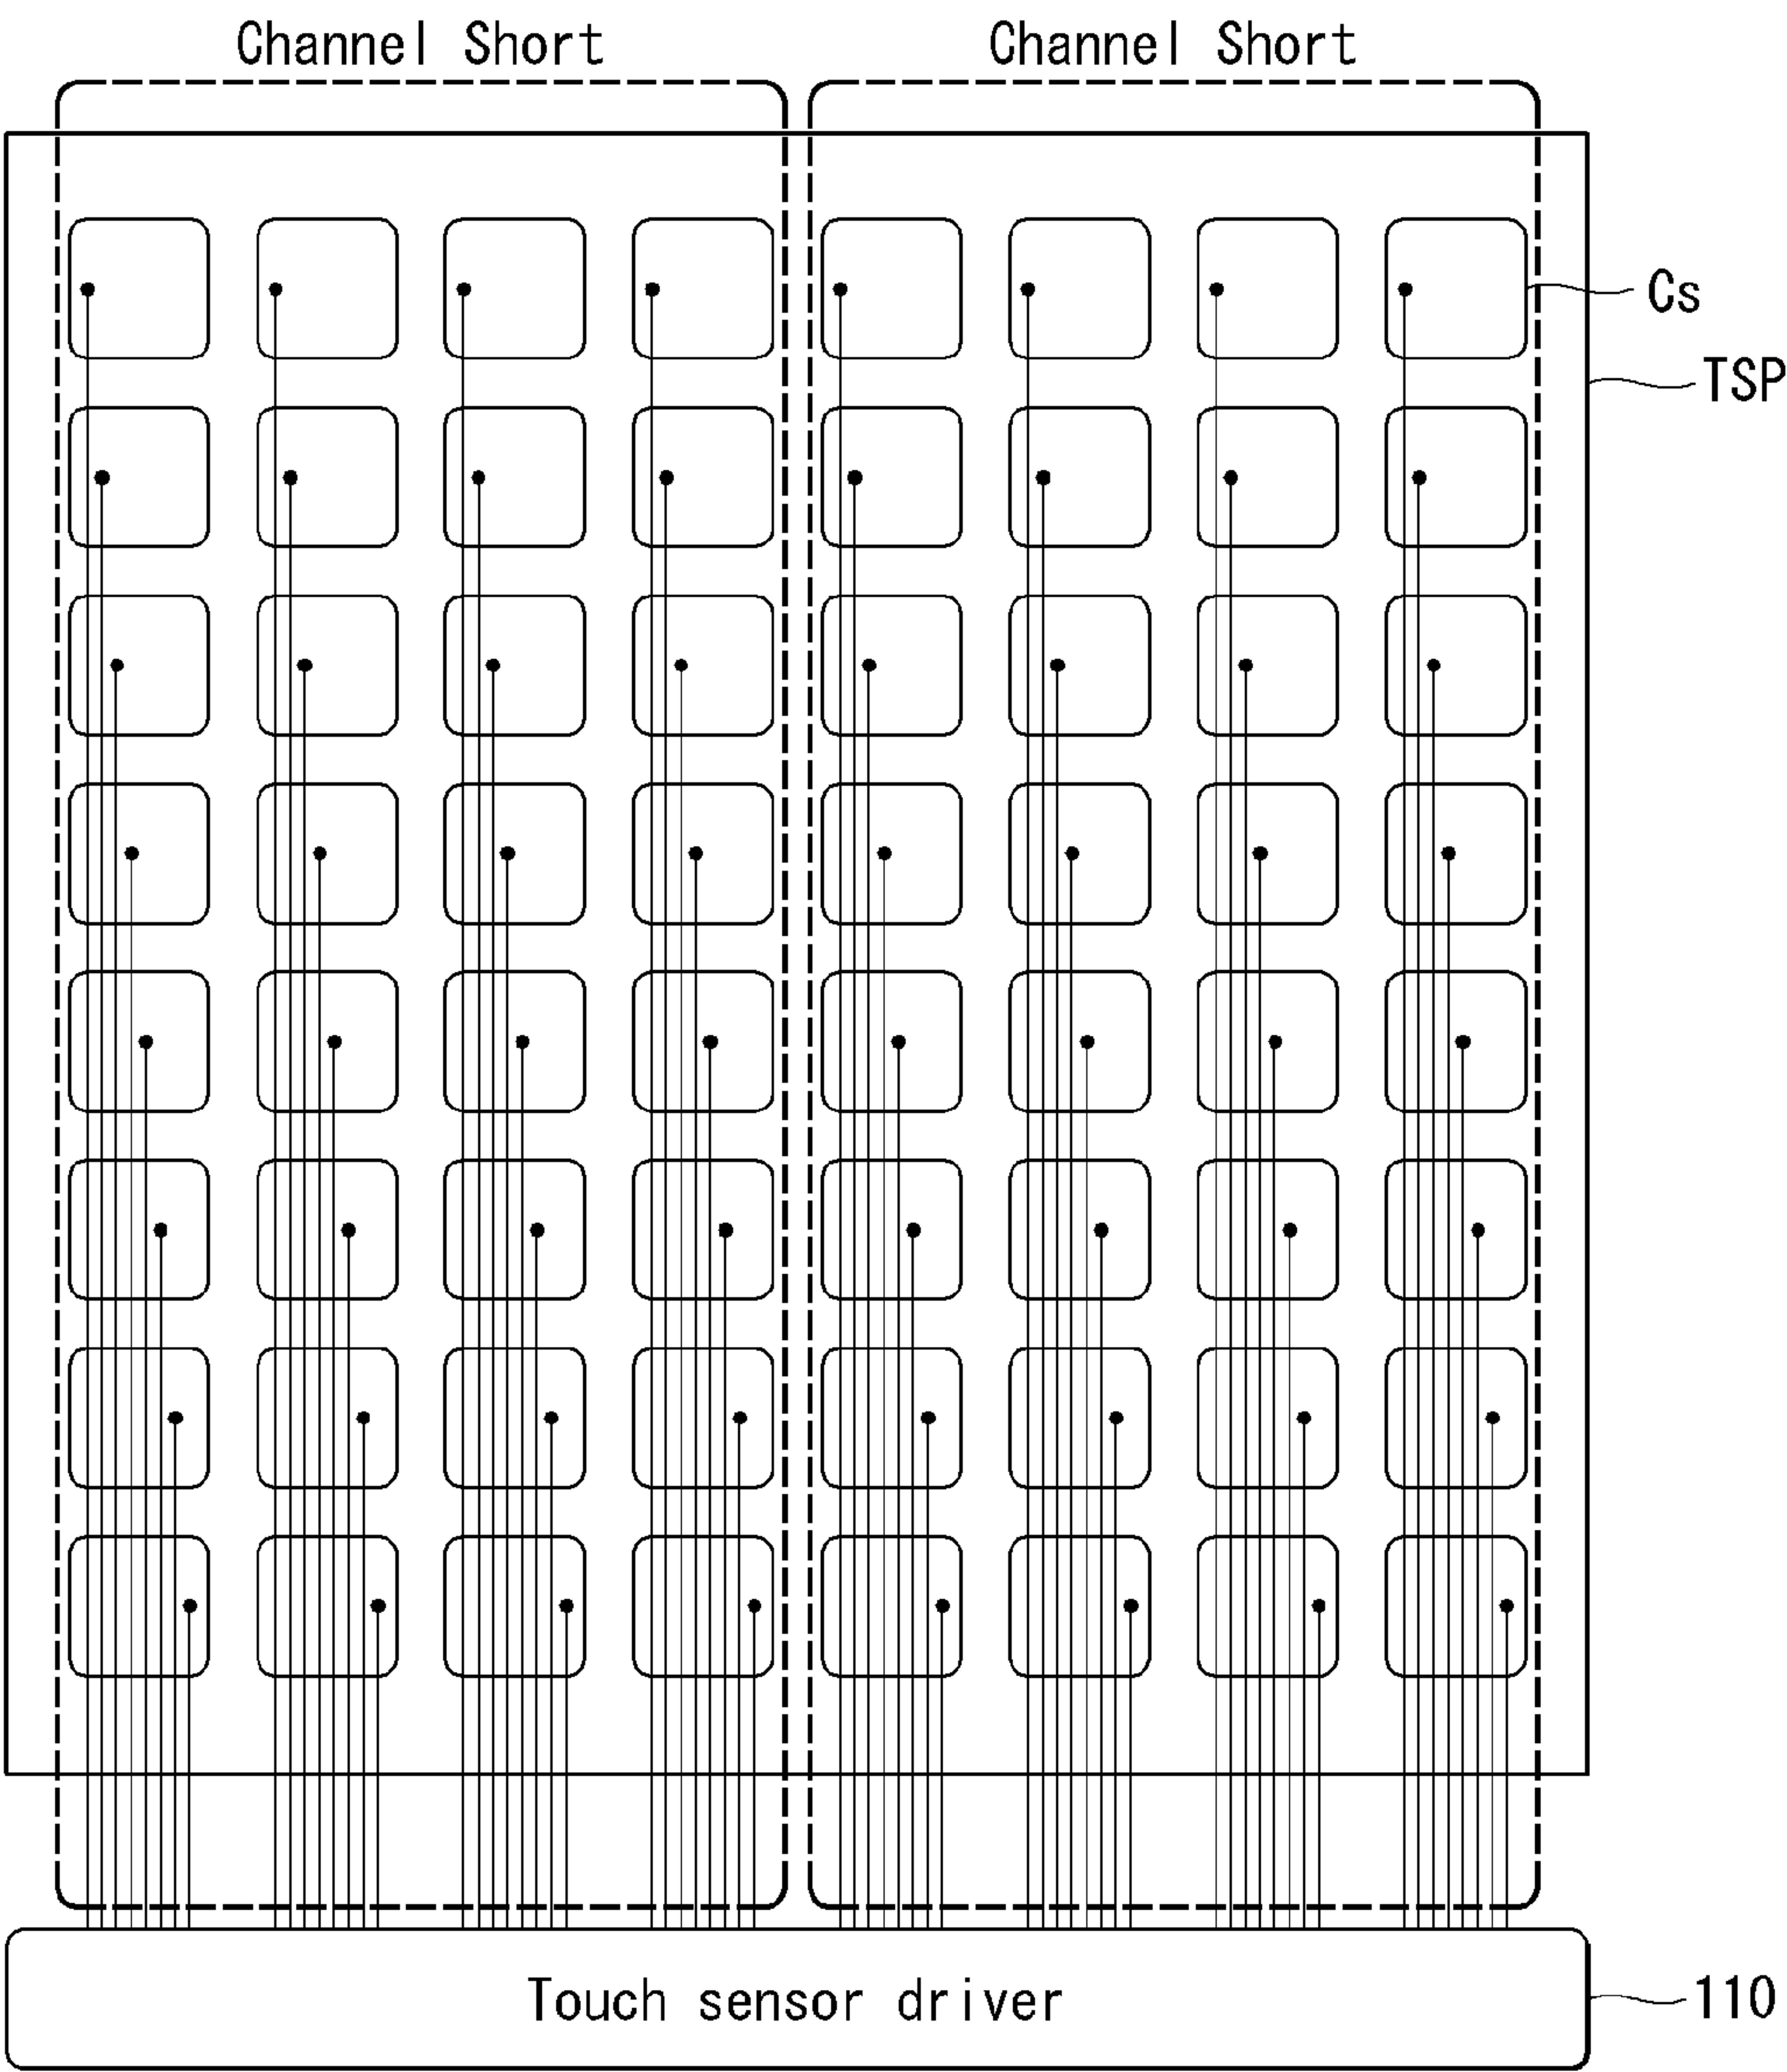 Channel Short Channel Short
Cs
TSP
Touch sensor driver
110